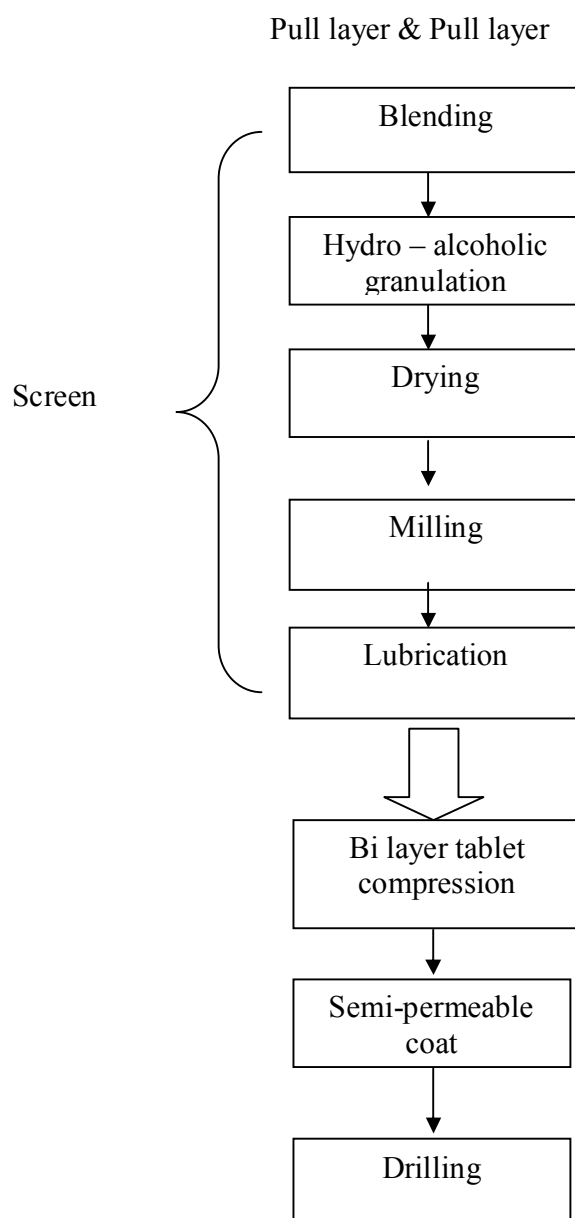 Pull layer & Pull layer
Blending
Hydro – alcoholic
granulation
Drying
Screen
Milling
Lubrication
Bi layer tablet
compression
Semi-permeable
coat
Drilling